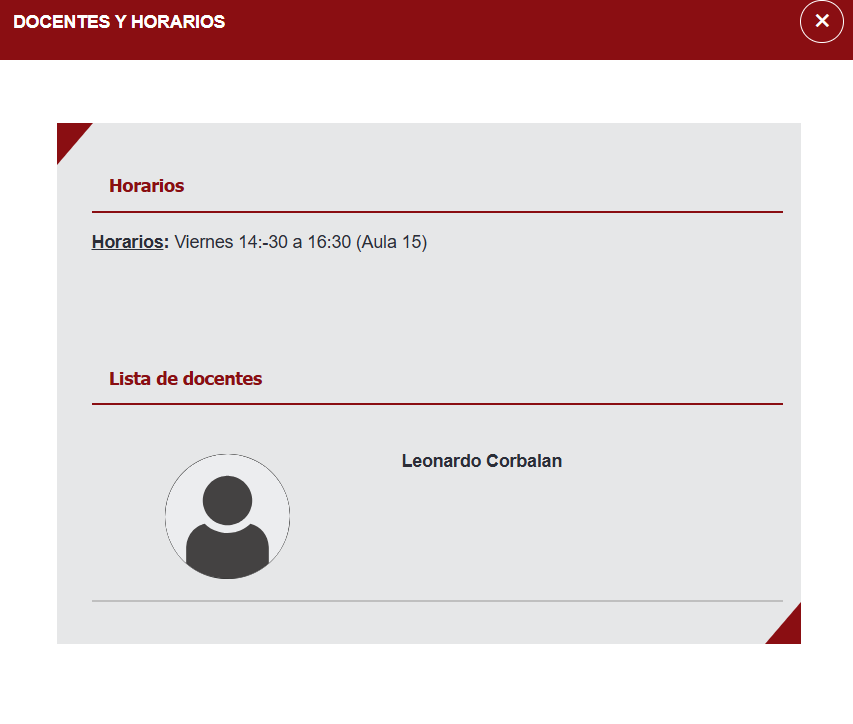 DOCENTES Y HORARIOS
Horarios
Horarios: Viernes 14:-30 a 16:30 (Aula 15)
Lista de docentes
Leonardo Corbalan